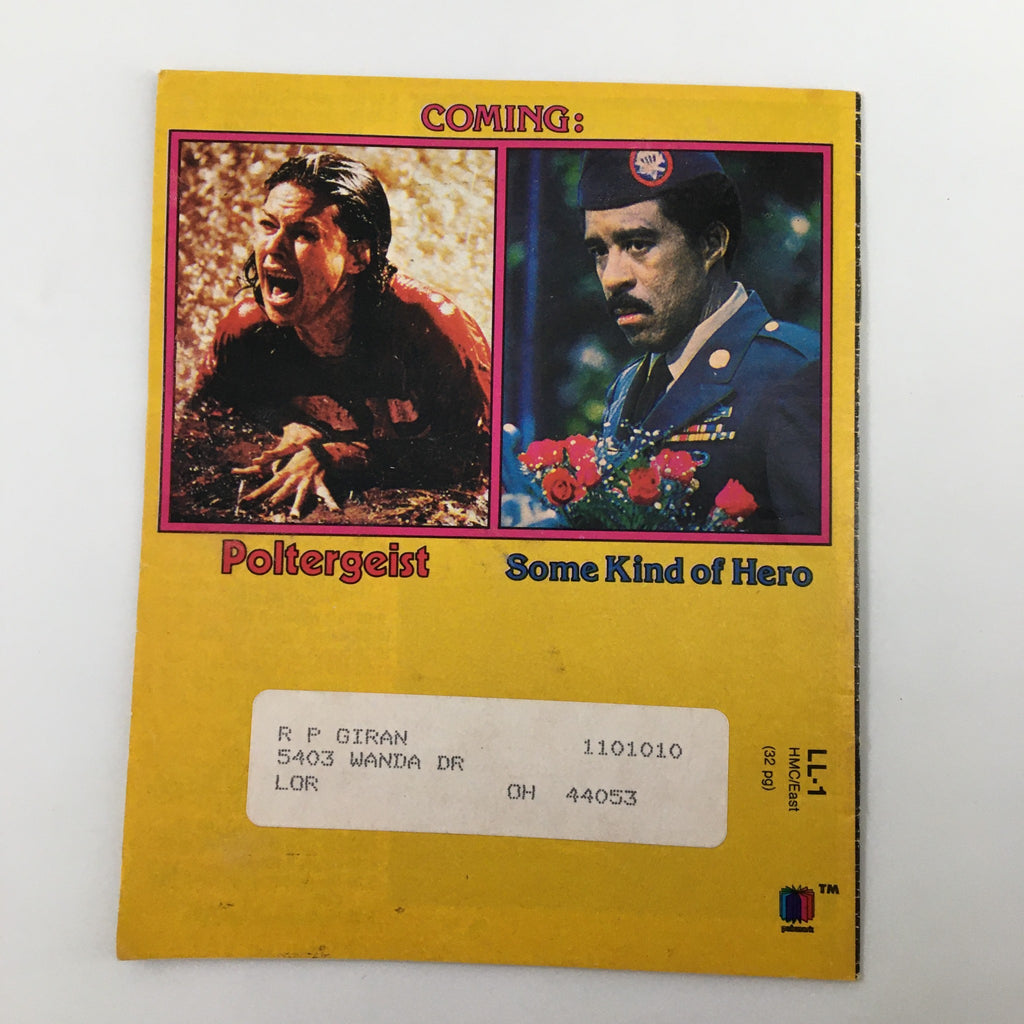 COMING:
Poltergeist
Some Kind of Hero
R P GIRAN 1101010
5403 WANDA DR
LOR OH 44053
LL-1
HMC/East
(32 pg)
TM